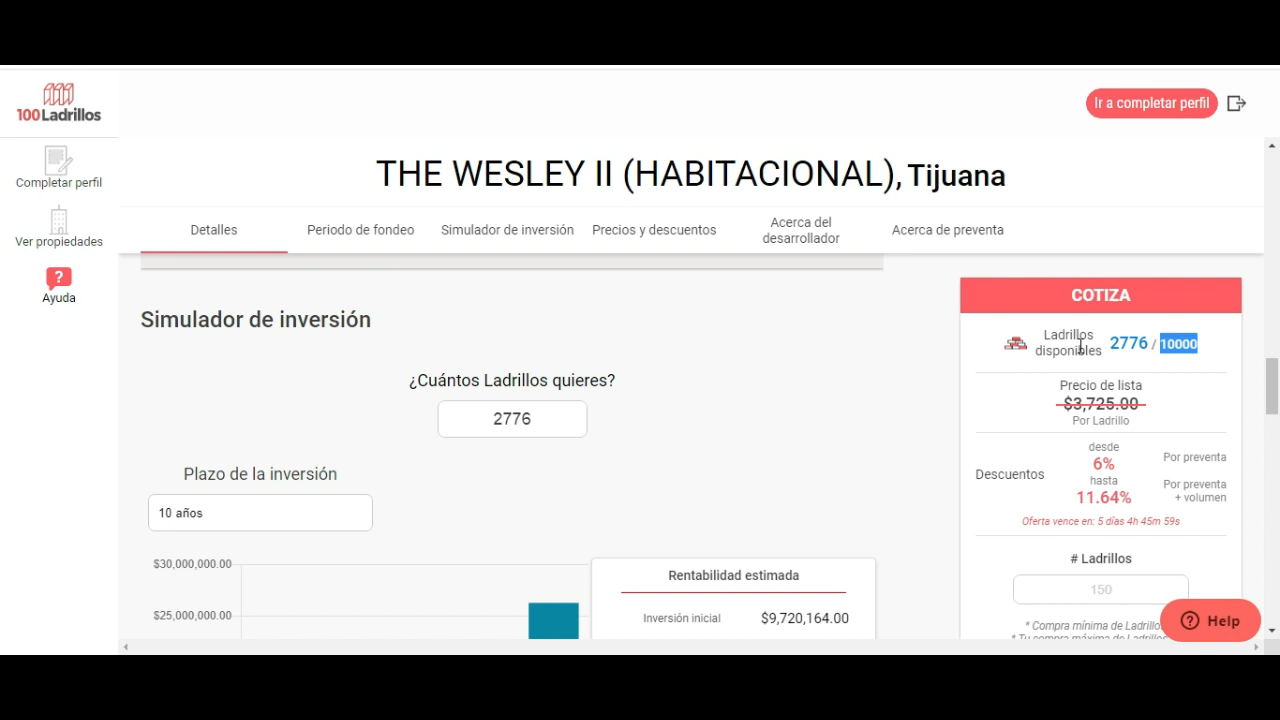 100Ladrillos
Ir a completar perfil
Completar perfil
Ver propiedades
?
Ayuda
THE WESLEY II (HABITACIONAL), Tijuana
Detalles
Periodo de fondeo
Simulador de inversión
Precios y descuentos
Acerca del
desarrollador
Acerca de preventa
Simulador de inversión
¿Cuántos Ladrillos quieres?
2776
Plazo de la inversión
10 años
$30,000,000.00
$25,000,000.00
Rentabilidad estimada
Inversión inicial $9,720,164.00
COTIZA
Ladrillos
disponibles
2776 / 10000
Precio de lista
$3,725.00
Por Ladrillo
Descuentos
desde
6%
hasta
11.64%
Por preventa
Por preventa
+ volumen
Oferta vence en: 5 días 4h 45m 59s
# Ladrillos
150
* Compra mínima de Ladrillo
* Tu compra máxima de Ladrillos
? Help